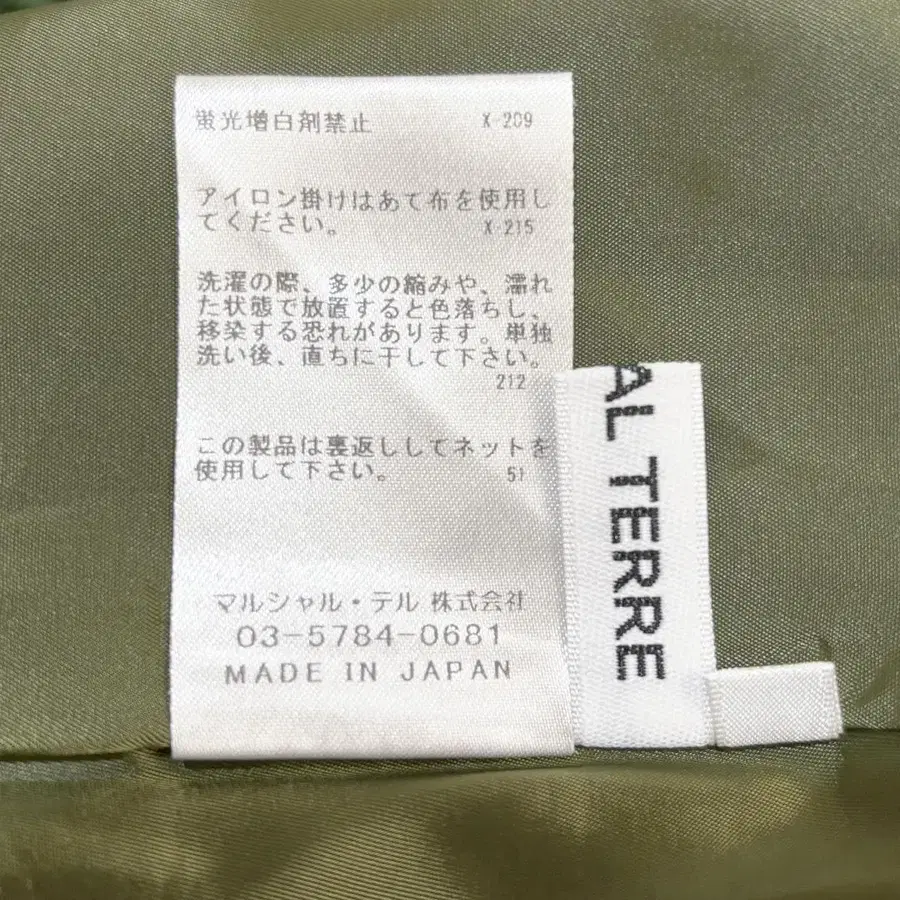 蛍光増白剤禁止 X-209
アイロン掛けはあて布を使用し
てください。 X-215
洗濯の際、多少の縮みや、濡れ
た状態で放置すると色落ちし、
移染する恐れがあります。単独
洗い後、直ちに干して下さい。
212
この製品は裏返ししてネットを
使用して下さい。 51
マルシャル・テル 株式会社
03-5784-0681
MADE IN JAPAN
AL TERRE